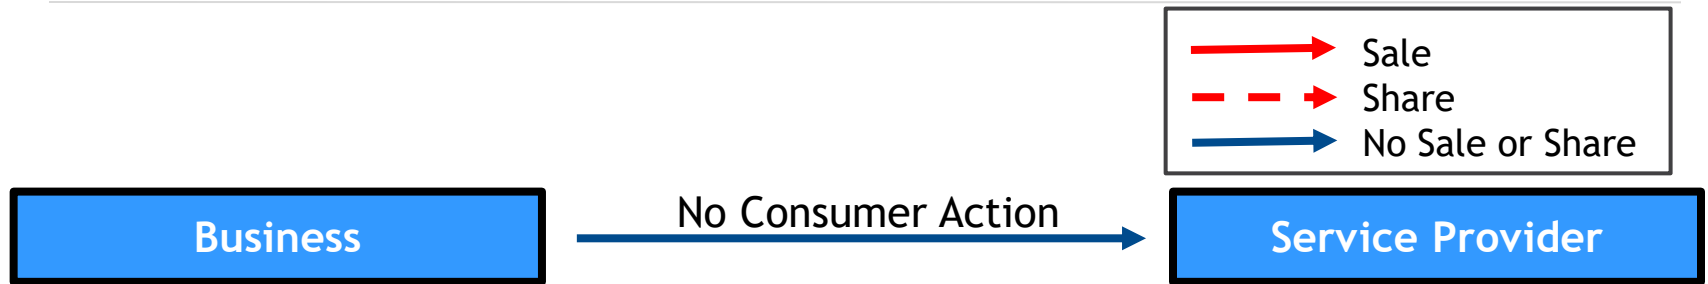 Sale
Share
No Sale or Share
Business
No Consumer Action
Service Provider